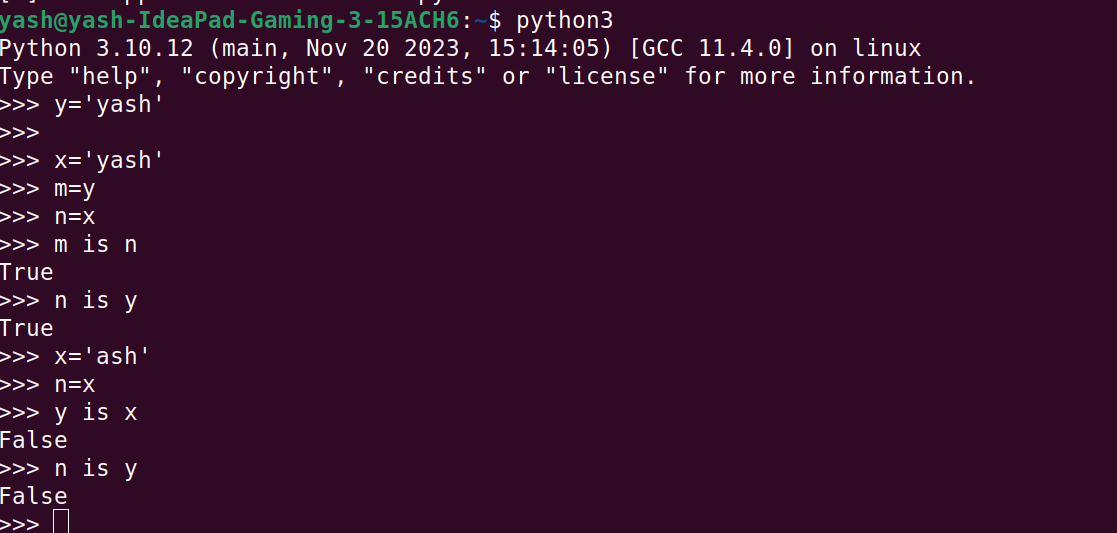 yash@yash-IdeaPad-Gaming-3-15ACH6:~$ python3
Python 3.10.12 (main, Nov 20 2023, 15:14:05) [GCC 11.4.0] on linux
Type "help", "copyright", "credits" or "license" for more information.
>>> y='yash'
>>>
>>> x='yash'
>>> m=y
>>> n=x
>>> m is n
True
>>> n is y
True
>>> x='ash'
>>> n=x
>>> y is x
False
>>> n is y
False
>>>